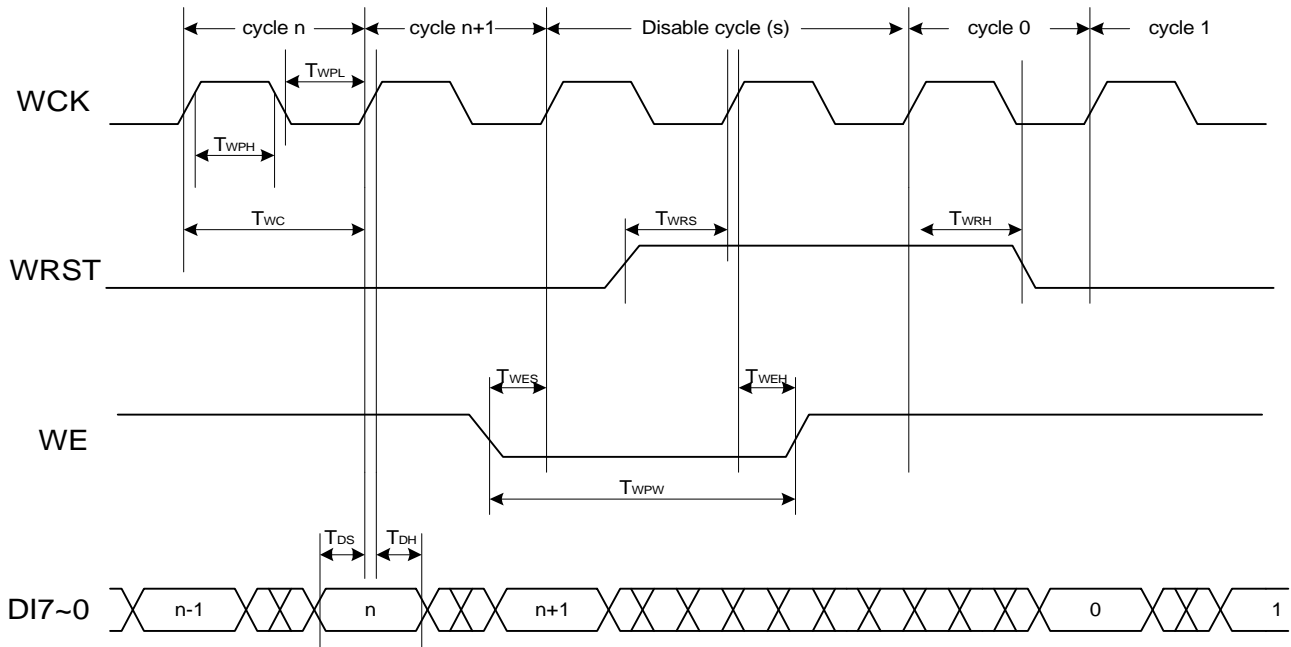 cycle n cycle n+1 Disable cycle (s) cycle 0 cycle 1
TWPL
WCK
TWPH
TWC TWRS TWRH
WRST
TWES TWEH
WE
TWPW
TDS TDH
DI7~0 n-1 n n+1 0 1